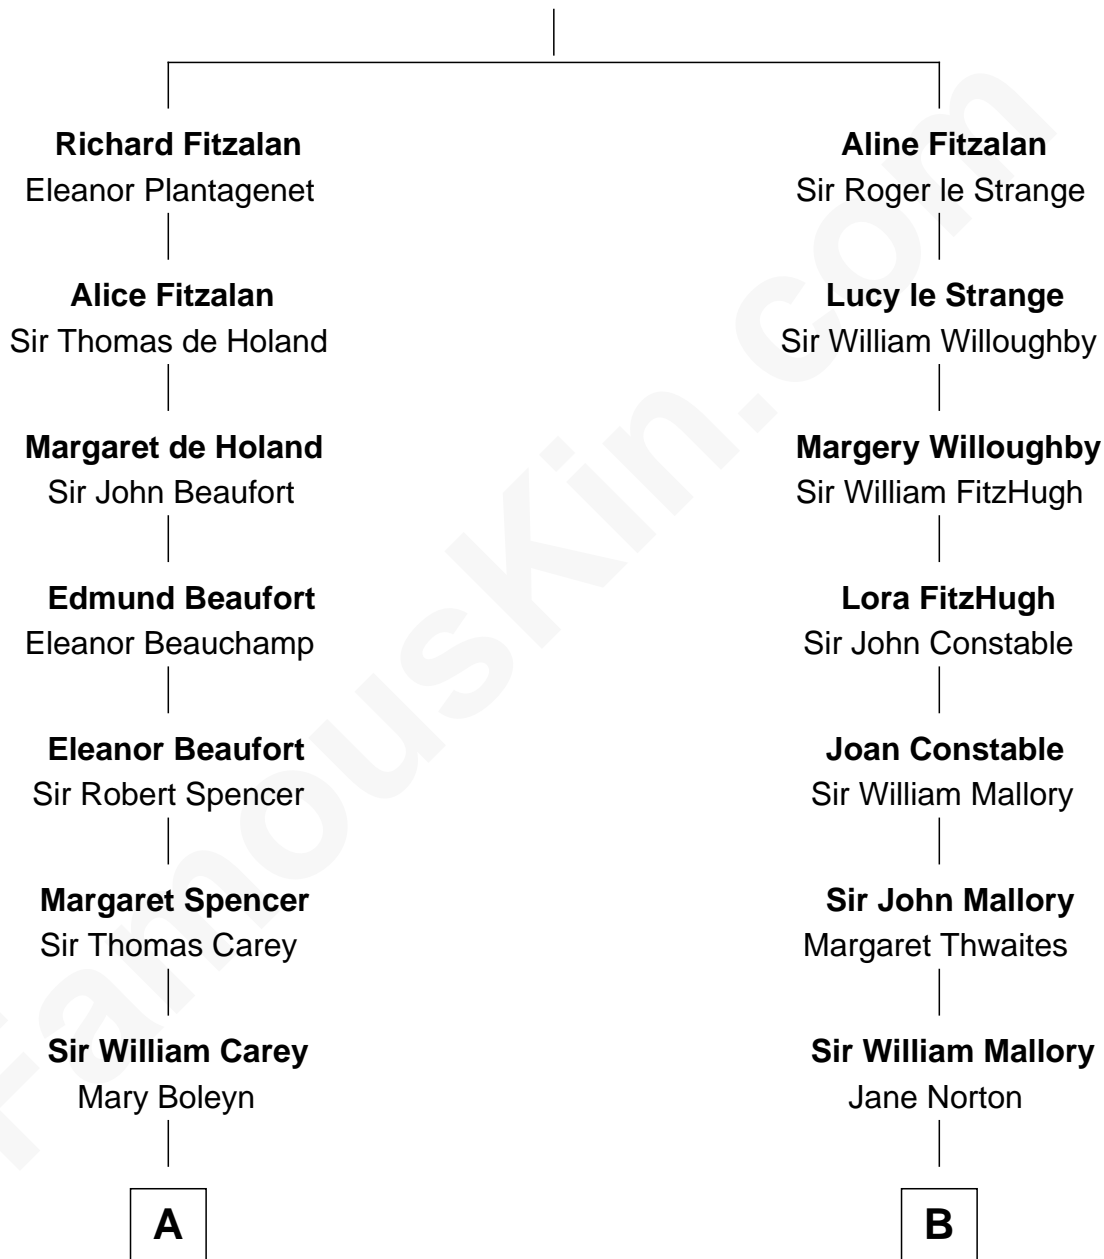 Richard Fitzalan
Eleanor Plantagenet
Alice Fitzalan
Sir Thomas de Holand
Margaret de Holand
Sir John Beaufort
Edmund Beaufort
Eleanor Beauchamp
Eleanor Beaufort
Sir Robert Spencer
Margaret Spencer
Sir Thomas Carey
Sir William Carey
Mary Boleyn
A
Aline Fitzalan
Sir Roger le Strange
Lucy le Strange
Sir William Willoughby
Margery Willoughby
Sir William FitzHugh
Lora FitzHugh
Sir John Constable
Joan Constable
Sir William Mallory
Sir John Mallory
Margaret Thwaites
Sir William Mallory
Jane Norton
B
FamousKin.com